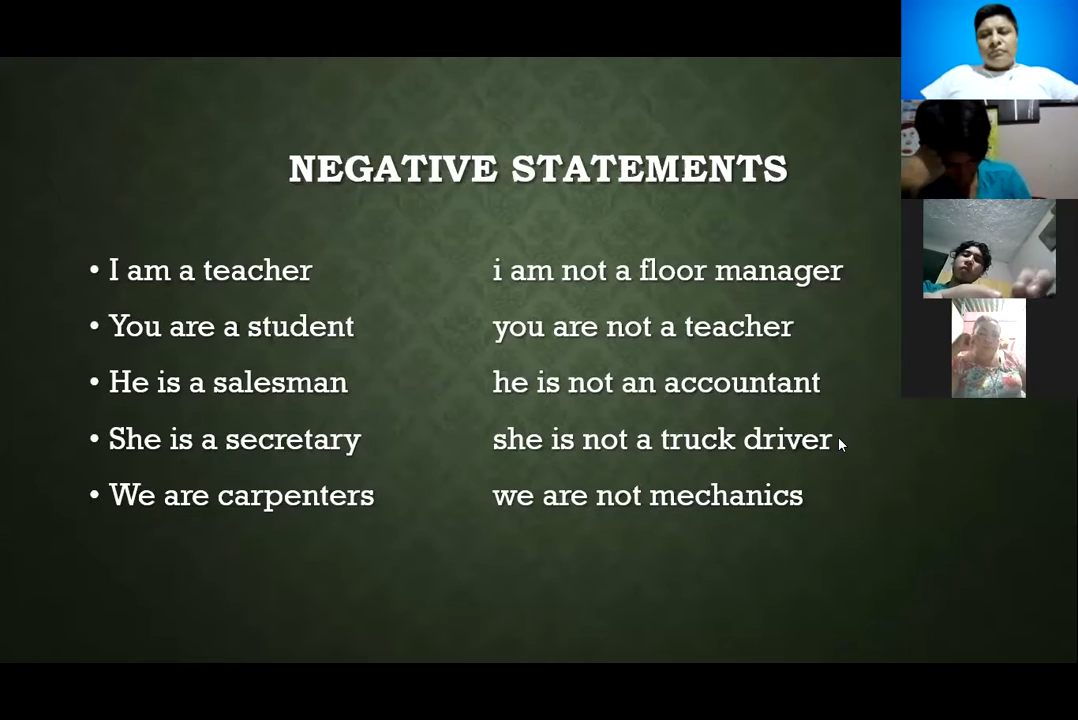 NEGATIVE STATEMENTS
• I am a teacher i am not a floor manager
• You are a student you are not a teacher
• He is a salesman he is not an accountant
• She is a secretary she is not a truck driver
• We are carpenters we are not mechanics